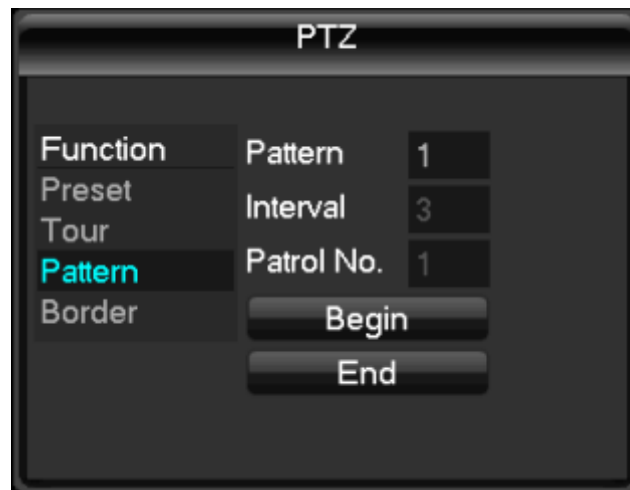 PTZ
Function
Preset
Tour
Pattern
Border
Pattern 1
Interval 3
Patrol No. 1
Begin
End